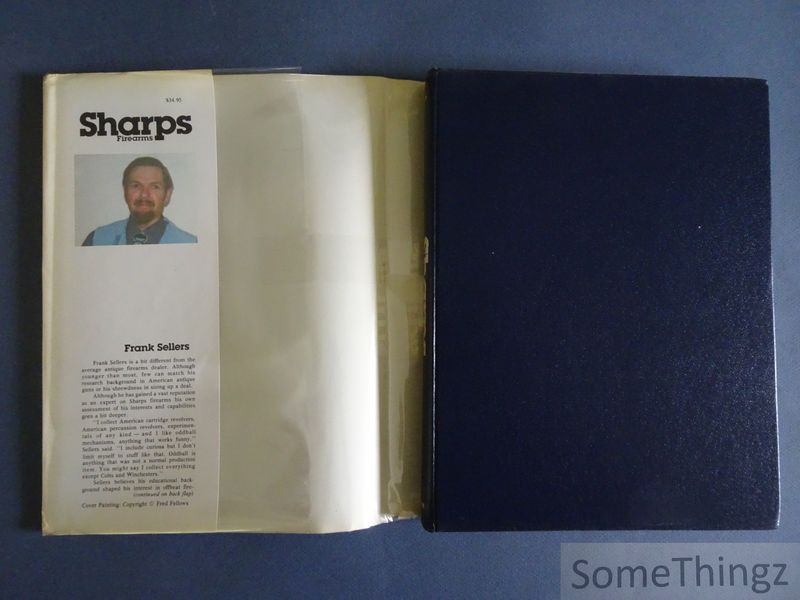 $34.95
Sharps
Firearms
Frank Sellers
Frank Sellers is a bit different from the
average antique firearms dealer. Although
younger than most, few can match his
research background in American antique
guns or his shrewdness in sizing up a deal.
Although he has gained a vast reputation
as an expert on Sharps firearms his own
assessment of his interests and capabilities
goes a bit deeper:
"I collect American cartridge revolvers,
American percussion revolvers, experimen-
tals of any kind — and I like oddball
mechanisms, anything that works funny."
Sellers said. "I include curiosa but I don't
limit myself to stuff like that. Oddball is
anything that was not a normal production
item. You might say I collect everything
except Colts and Winchesters."
Sellers believes his educational back-
ground shaped his interest in offbeat fire-
(continued on back flap)
Cover Painting: Copyright © Fred Fellows
SomeThingz